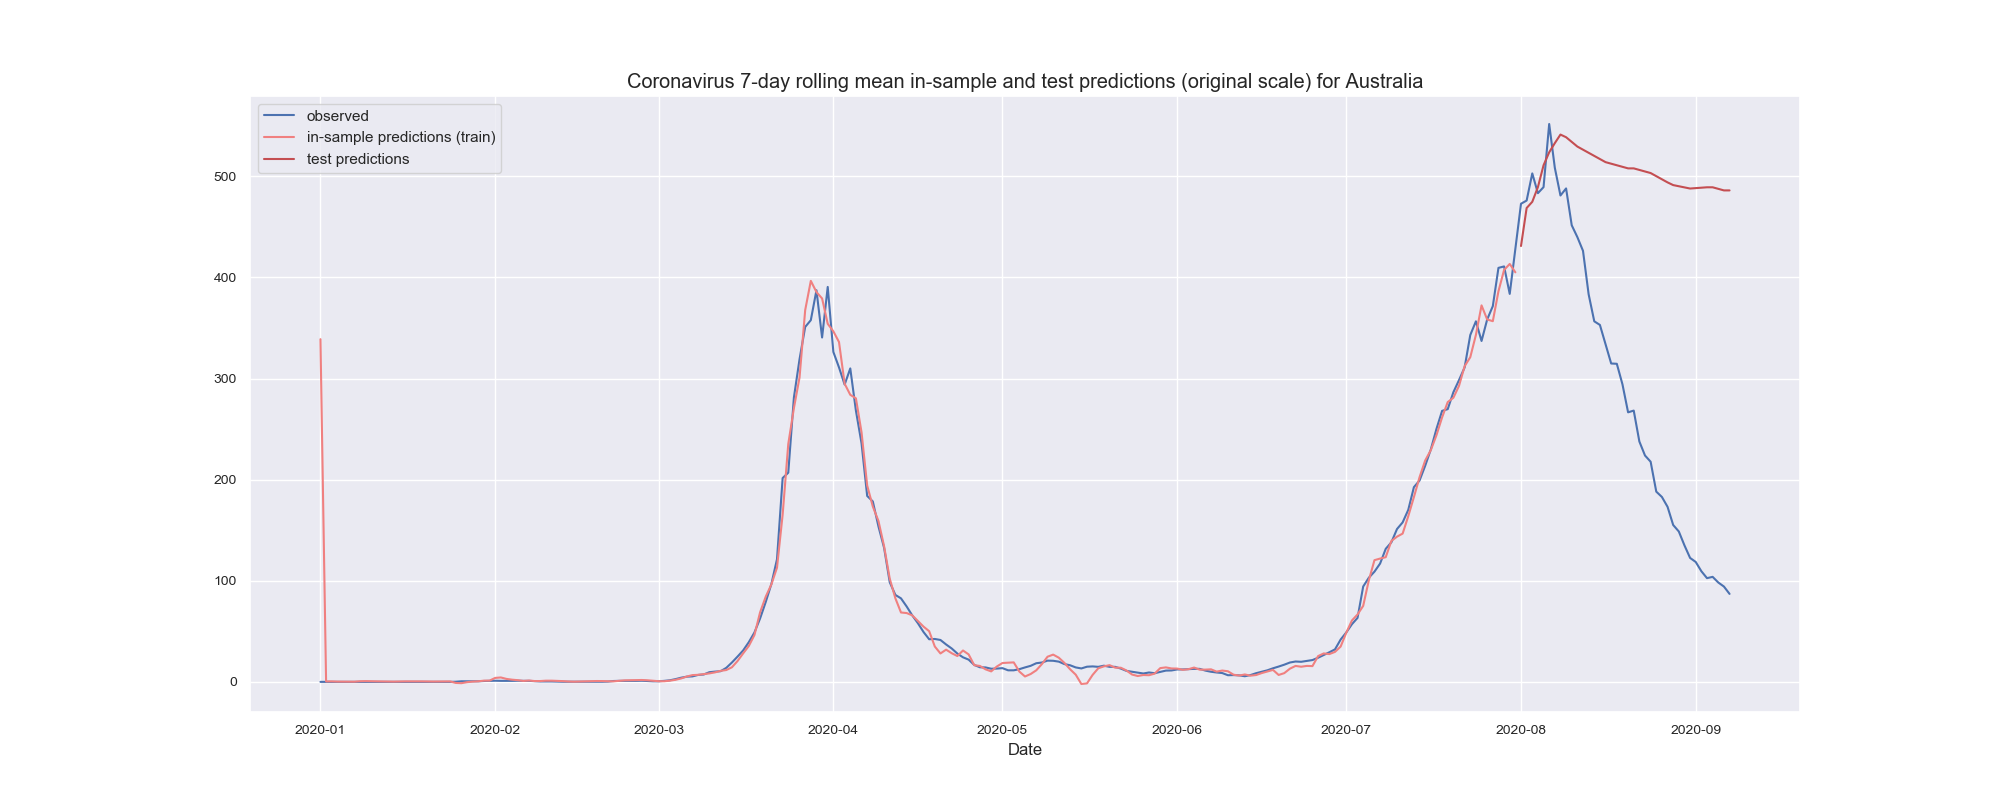 Coronavirus 7-day rolling mean in-sample and test predictions (original scale) for Australia
observed
in-sample predictions (train)
test predictions
500
400
300
200
100
0
2020-01 2020-02 2020-03 2020-04 2020-05 2020-06 2020-07 2020-08 2020-09
Date